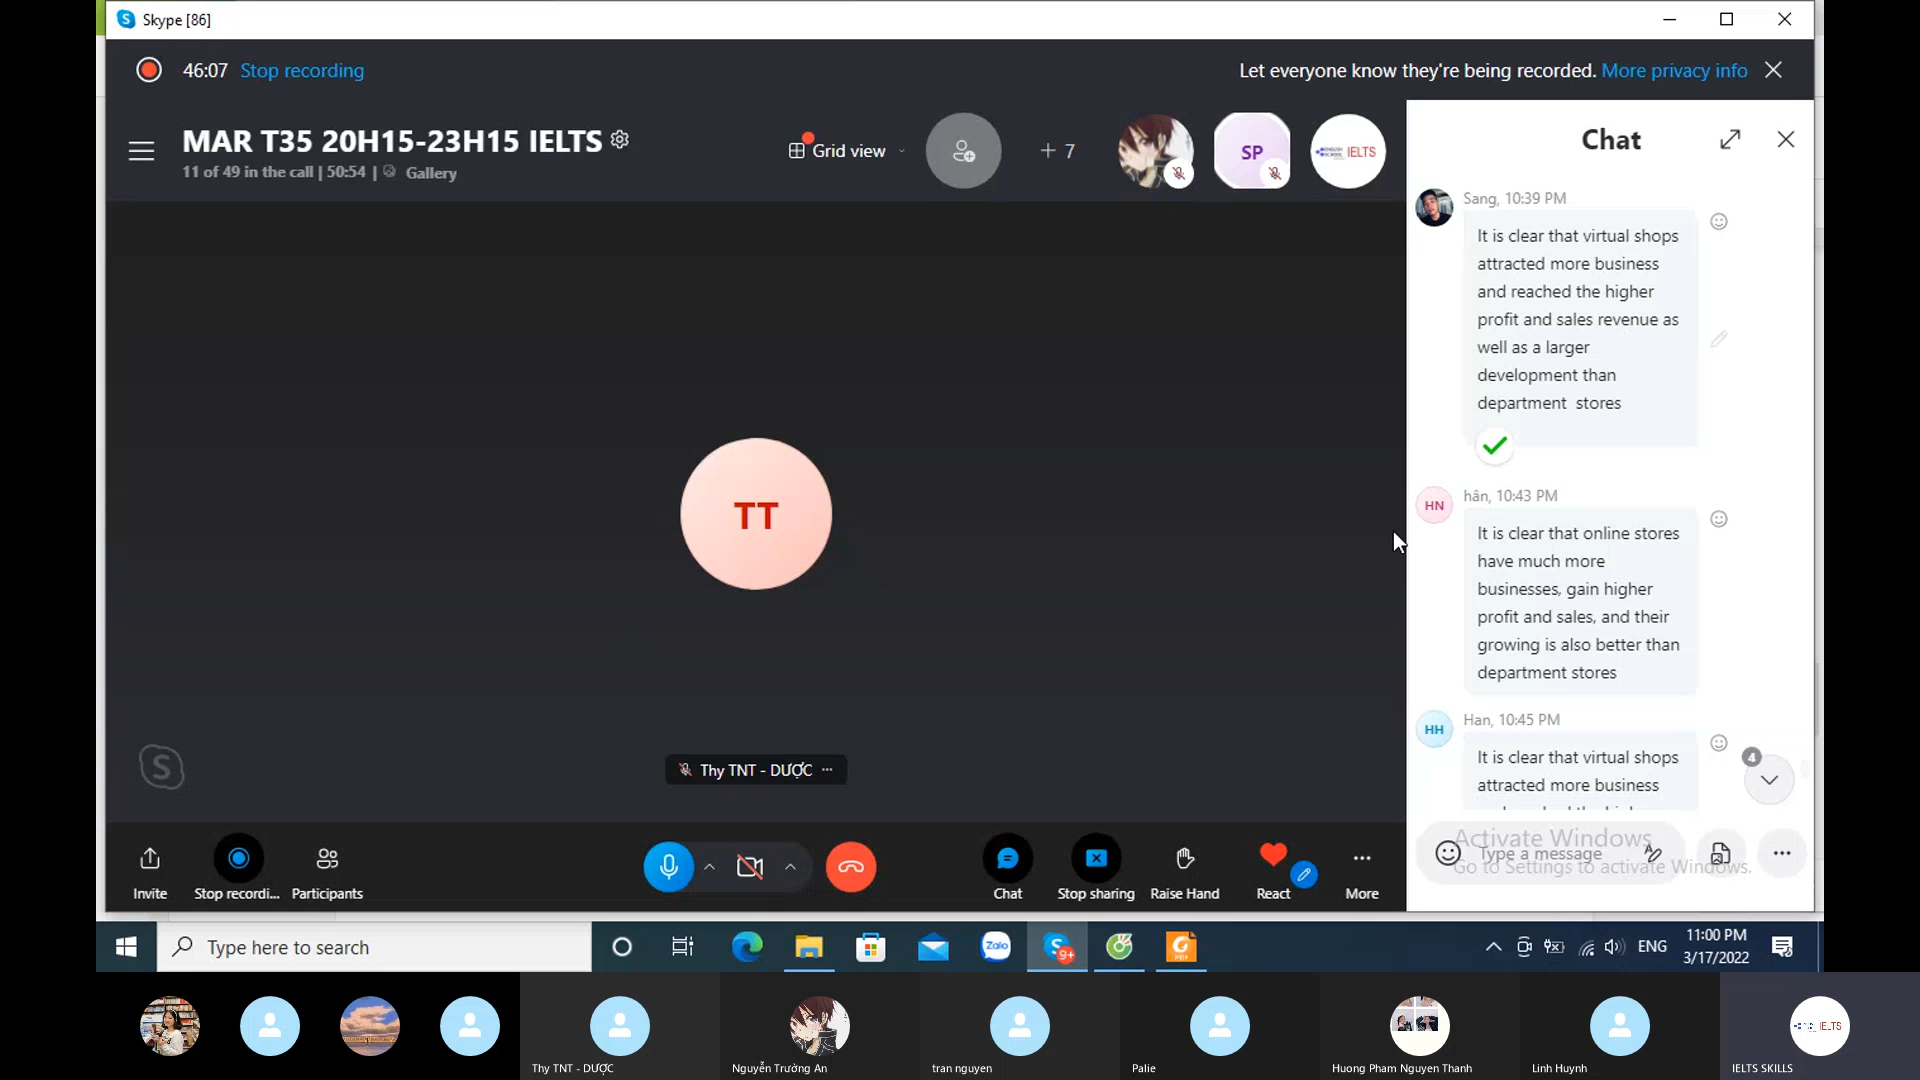 Skype [86]
46:07 Stop recording
Let everyone know they're being recorded. More privacy info
MAR T35 20H15-23H15 IELTS
11 of 49 in the call | 50:54 | Gallery
Grid view
+ 7
SP
IELTS
Chat
Sang, 10:39 PM
It is clear that virtual shops
attracted more business
and reached the higher
profit and sales revenue as
well as a larger
development than
department stores
HN
hân, 10:43 PM
It is clear that online stores
have much more
businesses, gain higher
profit and sales, and their
growing is also better than
department stores
HH
Han, 10:45 PM
It is clear that virtual shops
attracted more business
4
TT
Thy TNT - DƯỢC
Type a message
Activate Windows
Go to Settings to activate Windows.
Invite
Stop recordi...
Participants
Chat
Stop sharing
Raise Hand
React
More
Type here to search
Zalo
9+
ENG
11:00 PM
3/17/2022
Thy TNT - DƯỢC
Nguyễn Trường An
tran nguyen
Palie
Huong Pham Nguyen Thanh
Linh Huynh
IELTS SKILLS